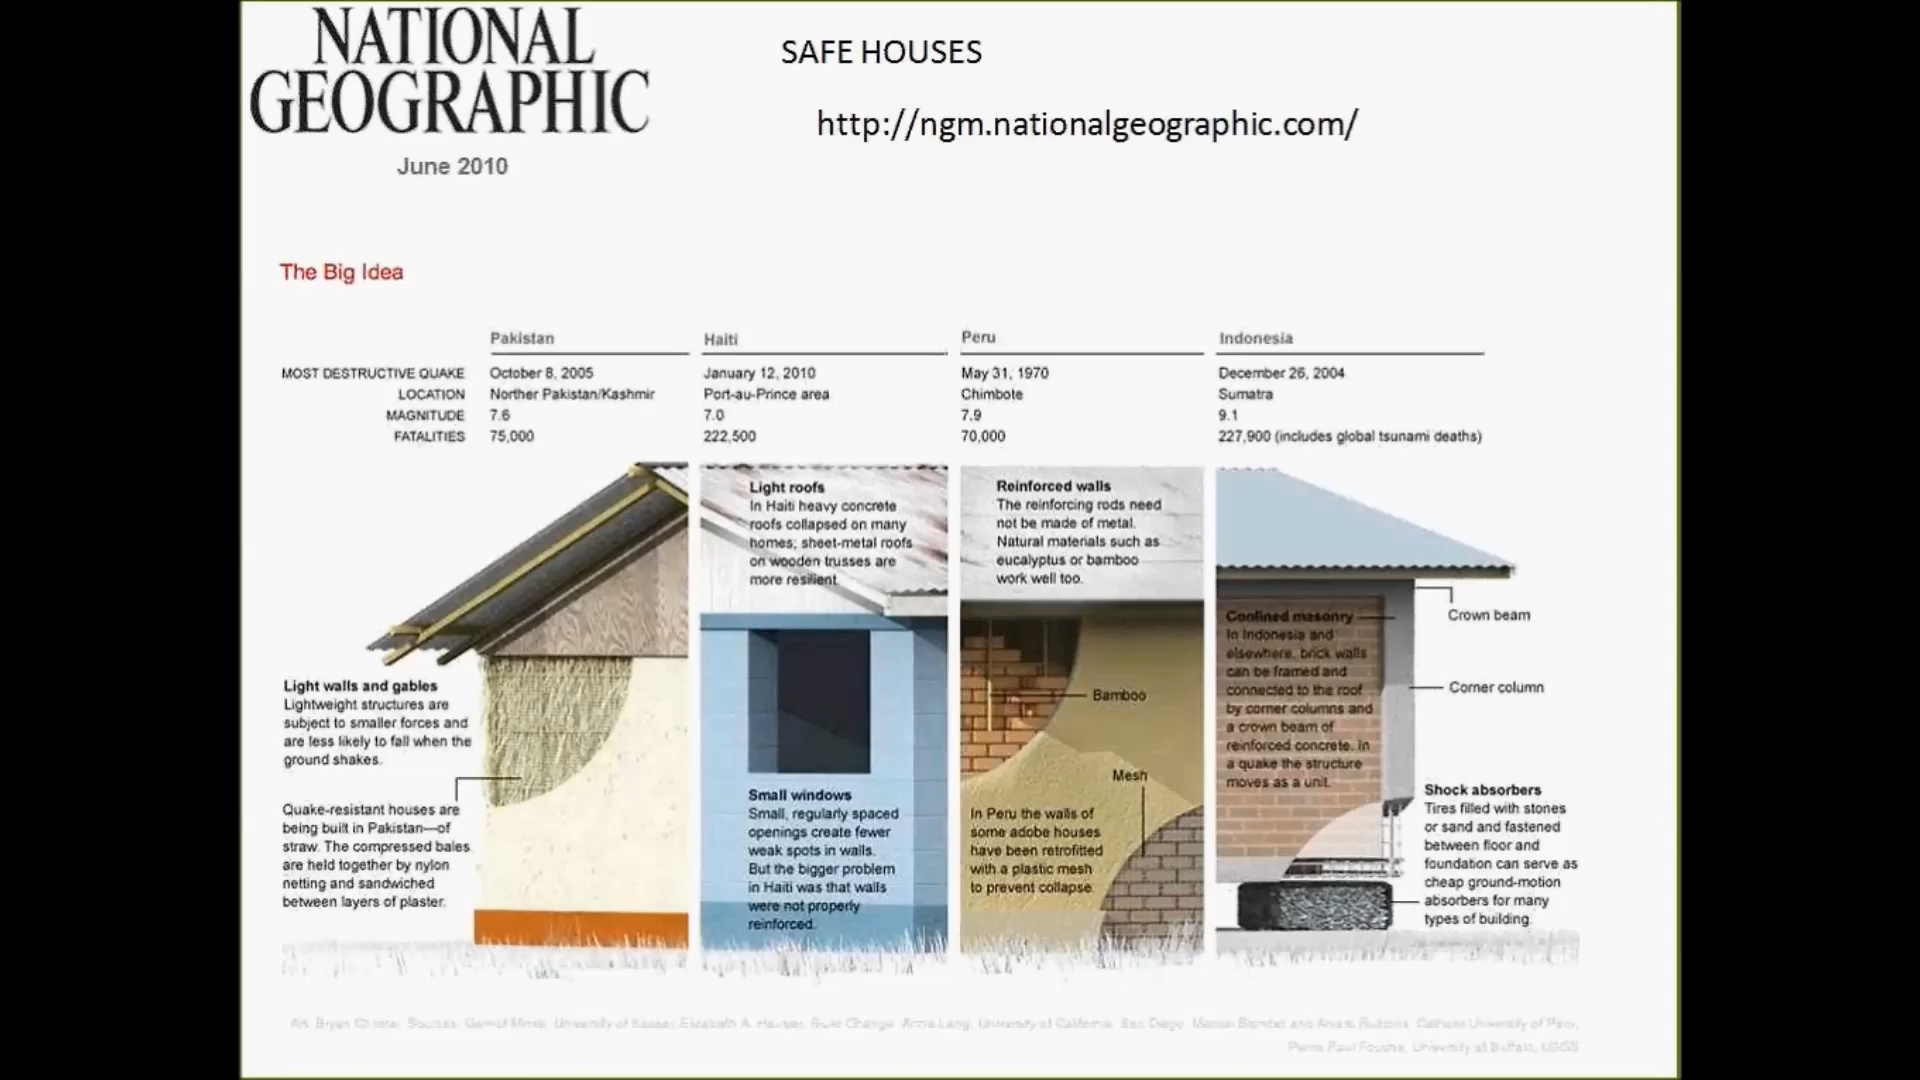 NATIONAL
GEOGRAPHIC
June 2010
SAFE HOUSES
http://ngm.nationalgeographic.com/
The Big Idea
Pakistan
Haiti
Peru
Indonesia
MOST DESTRUCTIVE QUAKE October 8, 2005 January 12, 2010 May 31, 1970 December 26, 2004
LOCATION Norther Pakistan/Kashmir Port-au-Prince area Chimbote Sumatra
MAGNITUDE 7.6 7.0 7.9 9.1
FATALITIES 75,000 222,500 70,000 227,900 (includes global tsunami deaths)
Light walls and gables
Lightweight structures are
subject to smaller forces and
are less likely to fall when the
ground shakes.
Quake-resistant houses are
being built in Pakistan—of
straw. The compressed bales
are held together by nylon
netting and sandwiched
between layers of plaster.
Light roofs
In Haiti heavy concrete
roofs collapsed on many
homes; sheet-metal roofs
on wooden trusses are
more resilient.
Small windows
Small, regularly spaced
openings create fewer
weak spots in walls.
But the bigger problem
in Haiti was that walls
were not properly
reinforced.
Reinforced walls
The reinforcing rods need
not be made of metal.
Natural materials such as
eucalyptus or bamboo
work well too.
Bamboo
Mesh
In Peru the walls of
some adobe houses
have been retrofitted
with a plastic mesh
to prevent collapse.
Confined masonry
In Indonesia and
elsewhere, brick walls
can be framed and
connected to the roof
by corner columns and
a crown beam of
reinforced concrete. In
a quake the structure
moves as a unit.
Crown beam
Corner column
Shock absorbers
Tires filled with stones
or sand and fastened
between floor and
foundation can serve as
cheap ground-motion
absorbers for many
types of building.